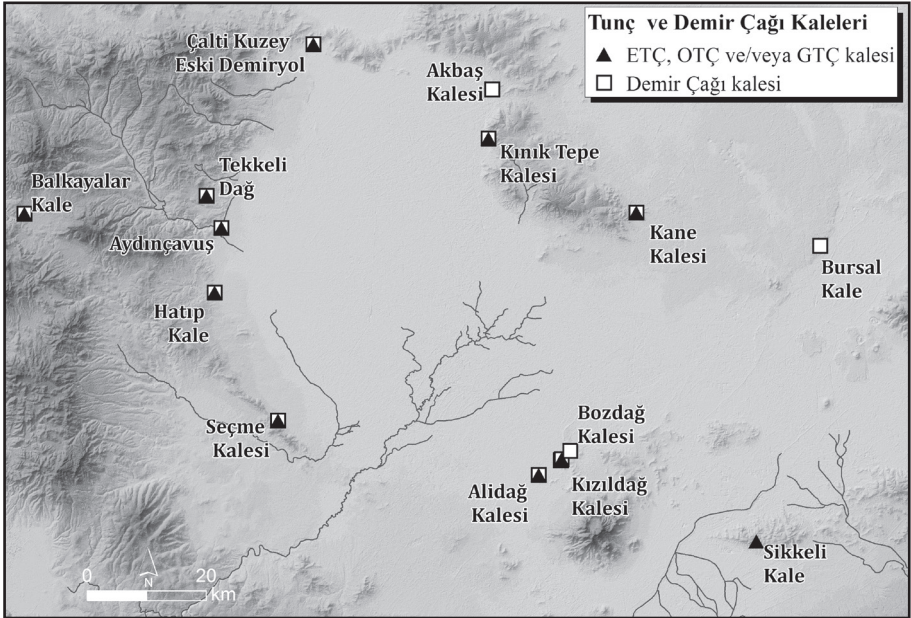 Tunç ve Demir Çağı Kaleleri
ETÇ, OTÇ ve/veya GTÇ kalesi
Demir Çağı kalesi
Çalti Kuzey
Eski Demiryol
Akbaş
Kalesi
Kınık Tepe
Kalesi
Tekkeli
Dağ
Balkayalar
Kale
Aydınçavuş
Kane
Kalesi
Bursal
Kale
Hatıp
Kale
Seçme
Kalesi
Bozdağ
Kalesi
Alidağ
Kalesi
Kızıldağ
Kalesi
Sikkeli
Kale
0 20
N km